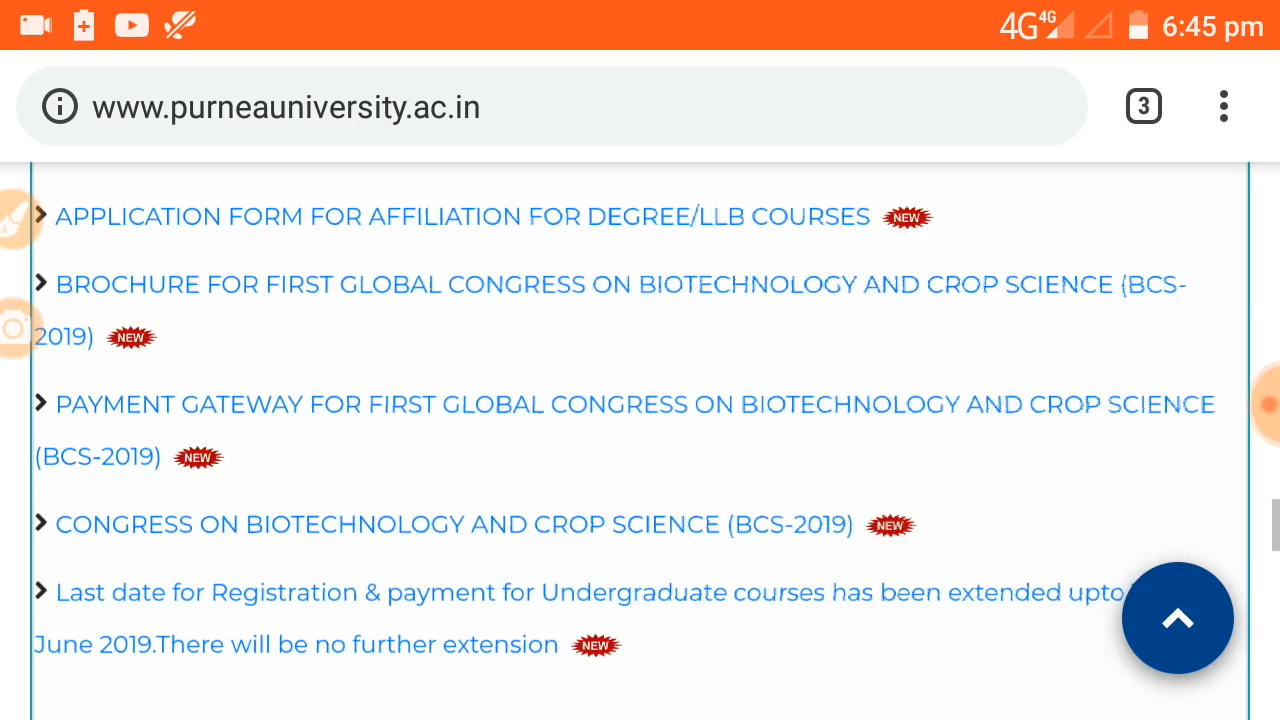 4G 4G 6:45 pm
www.purneauniversity.ac.in 3
APPLICATION FORM FOR AFFILIATION FOR DEGREE/LLB COURSES NEW
BROCHURE FOR FIRST GLOBAL CONGRESS ON BIOTECHNOLOGY AND CROP SCIENCE (BCS-
2019) NEW
PAYMENT GATEWAY FOR FIRST GLOBAL CONGRESS ON BIOTECHNOLOGY AND CROP SCIENCE
(BCS-2019) NEW
CONGRESS ON BIOTECHNOLOGY AND CROP SCIENCE (BCS-2019) NEW
Last date for Registration & payment for Undergraduate courses has been extended upto
June 2019.There will be no further extension NEW